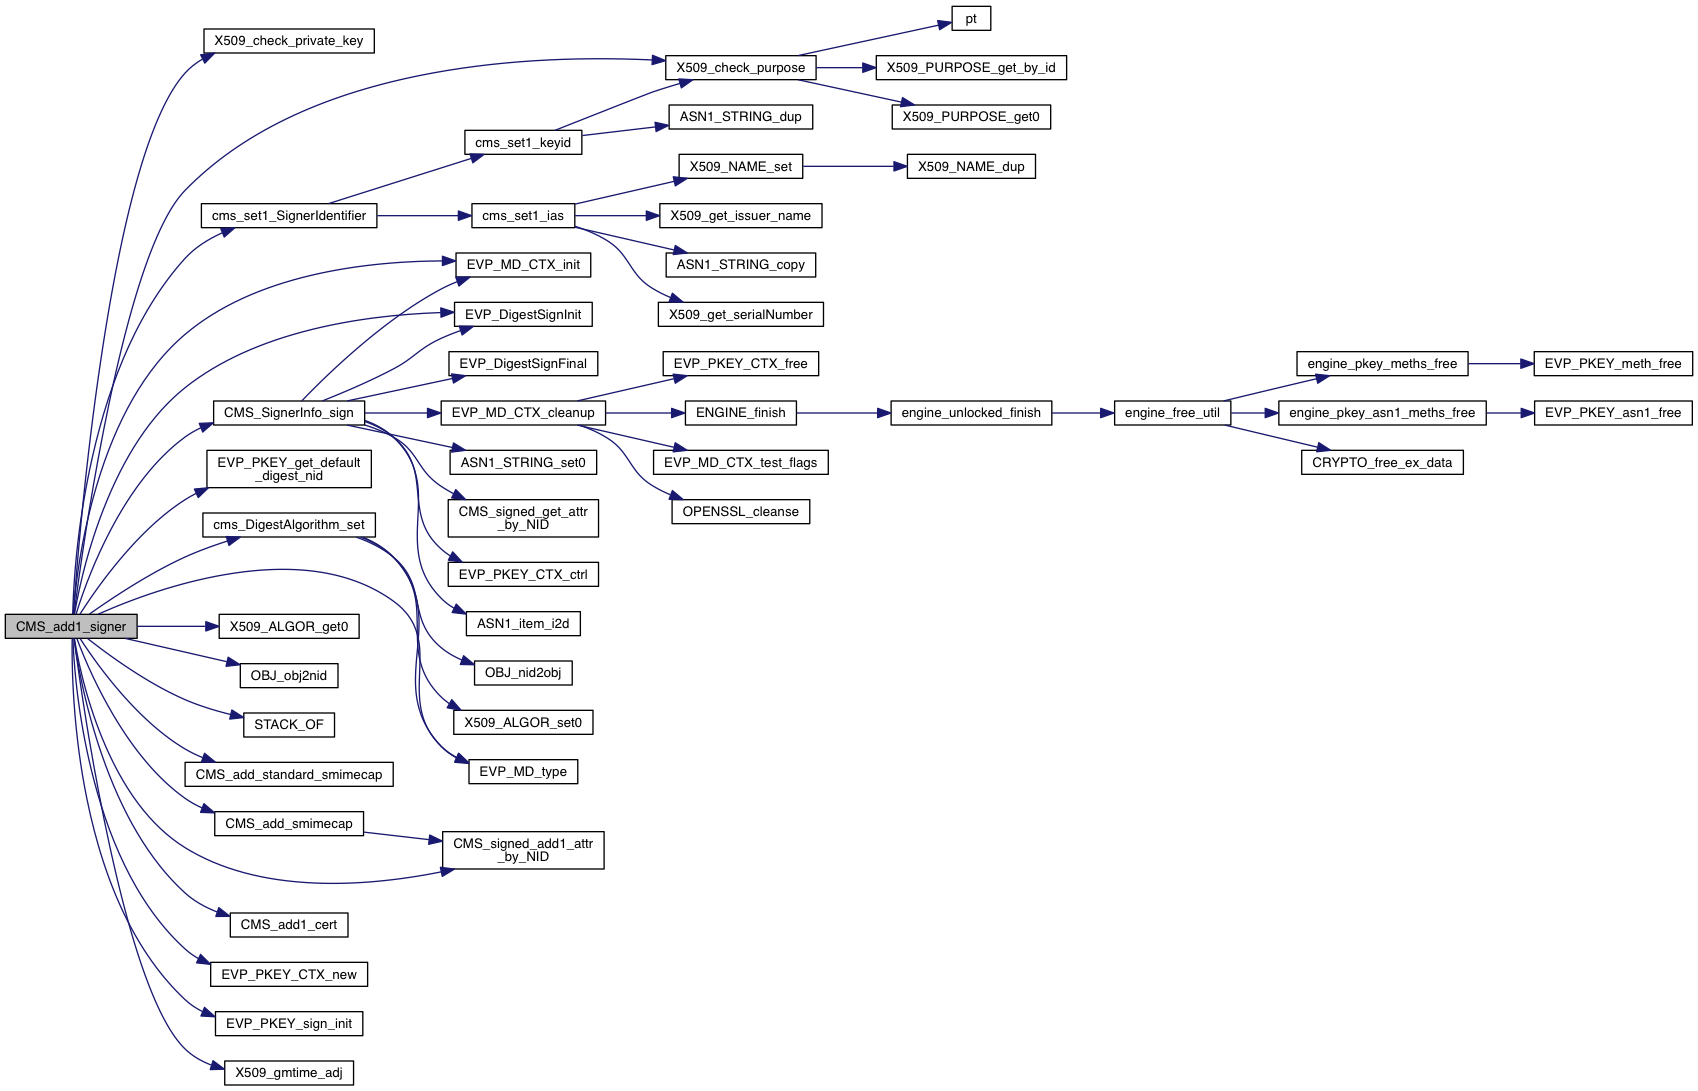 pt
X509_check_private_key
X509_check_purpose
X509_PURPOSE_get_by_id
ASN1_STRING_dup
X509_PURPOSE_get0
cms_set1_keyid
X509_NAME_set
X509_NAME_dup
cms_set1_SignerIdentifier
cms_set1_ias
X509_get_issuer_name
EVP_MD_CTX_init
ASN1_STRING_copy
EVP_DigestSignInit
X509_get_serialNumber
EVP_DigestSignFinal
EVP_PKEY_CTX_free
engine_pkey_meths_free
EVP_PKEY_meth_free
CMS_SignerInfo_sign
EVP_MD_CTX_cleanup
ENGINE_finish
engine_unlocked_finish
engine_free_util
engine_pkey_asn1_meths_free
EVP_PKEY_asn1_free
EVP_PKEY_get_default
_digest_nid
ASN1_STRING_set0
EVP_MD_CTX_test_flags
CRYPTO_free_ex_data
CMS_signed_get_attr
_by_NID
OPENSSL_cleanse
cms_DigestAlgorithm_set
EVP_PKEY_CTX_ctrl
CMS_add1_signer
X509_ALGOR_get0
ASN1_item_i2d
OBJ_obj2nid
OBJ_nid2obj
STACK_OF
X509_ALGOR_set0
CMS_add_standard_smimecap
EVP_MD_type
CMS_add_smimecap
CMS_signed_add1_attr
_by_NID
CMS_add1_cert
EVP_PKEY_CTX_new
EVP_PKEY_sign_init
X509_gmtime_adj